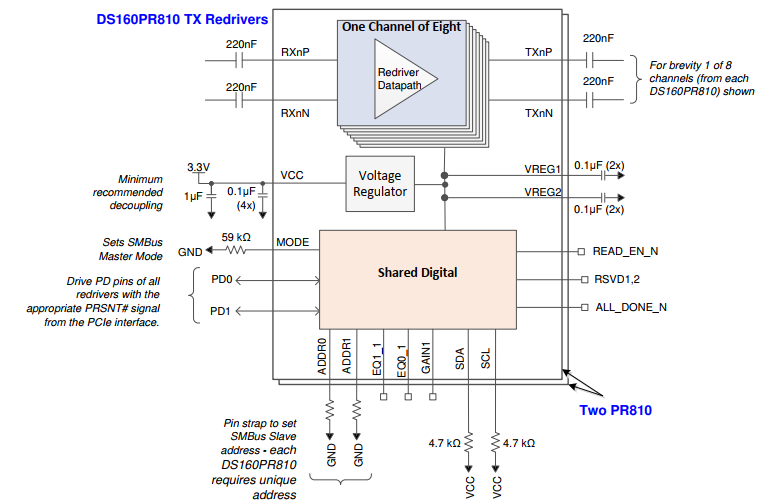 DS160PR810 TX Redrivers
One Channel of Eight
220nF
RXnP
TXnP
220nF
Redriver
Datapath
220nF
RXnN
TXnN
220nF
For brevity 1 of 8
channels (from each
DS160PR810) shown
3.3V
VCC
Voltage
Regulator
VREG1
0.1µF (2x)
VREG2
0.1µF (2x)
Minimum
recommended
decoupling
1µF
0.1µF
(4x)
Sets SMBus
Master Mode
GND
59 kΩ
MODE
Shared Digital
READ_EN_N
RSVD1,2
ALL_DONE_N
Drive PD pins of all
redrivers with the
appropriate PRSNT# signal
from the PCIe interface.
PD0
PD1
ADDR0
ADDR1
EQ1_1
EQ0_1
GAIN1
SDA
SCL
Two PR810
Pin strap to set
SMBus Slave
address - each
DS160PR810
requires unique
address
GND
GND
4.7 kΩ
4.7 kΩ
VCC
VCC